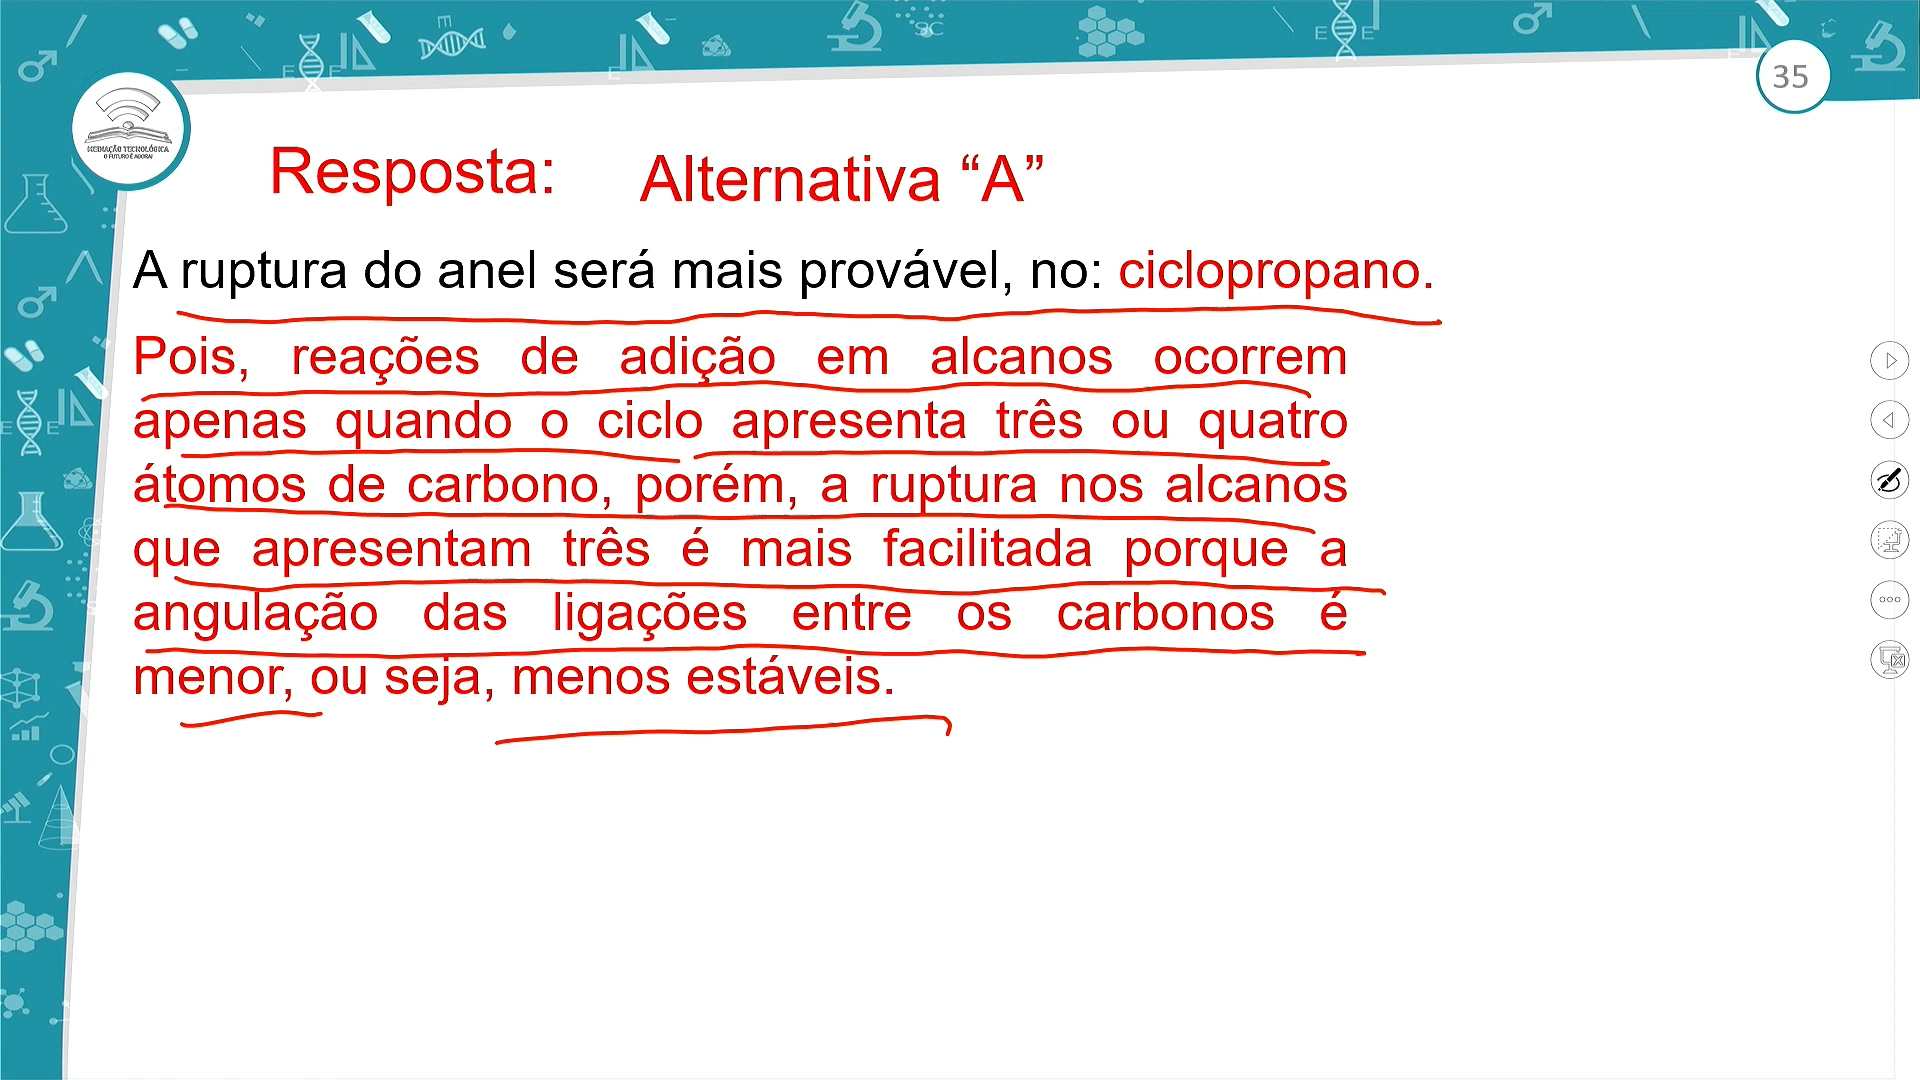 35
MEDIAÇÃO TECNOLÓGICA
O FUTURO É AGORA!
Resposta: Alternativa “A”
A ruptura do anel será mais provável, no: ciclopropano.
Pois, reações de adição em alcanos ocorrem
apenas quando o ciclo apresenta três ou quatro
átomos de carbono, porém, a ruptura nos alcanos
que apresentam três é mais facilitada porque a
angulação das ligações entre os carbonos é
menor, ou seja, menos estáveis.